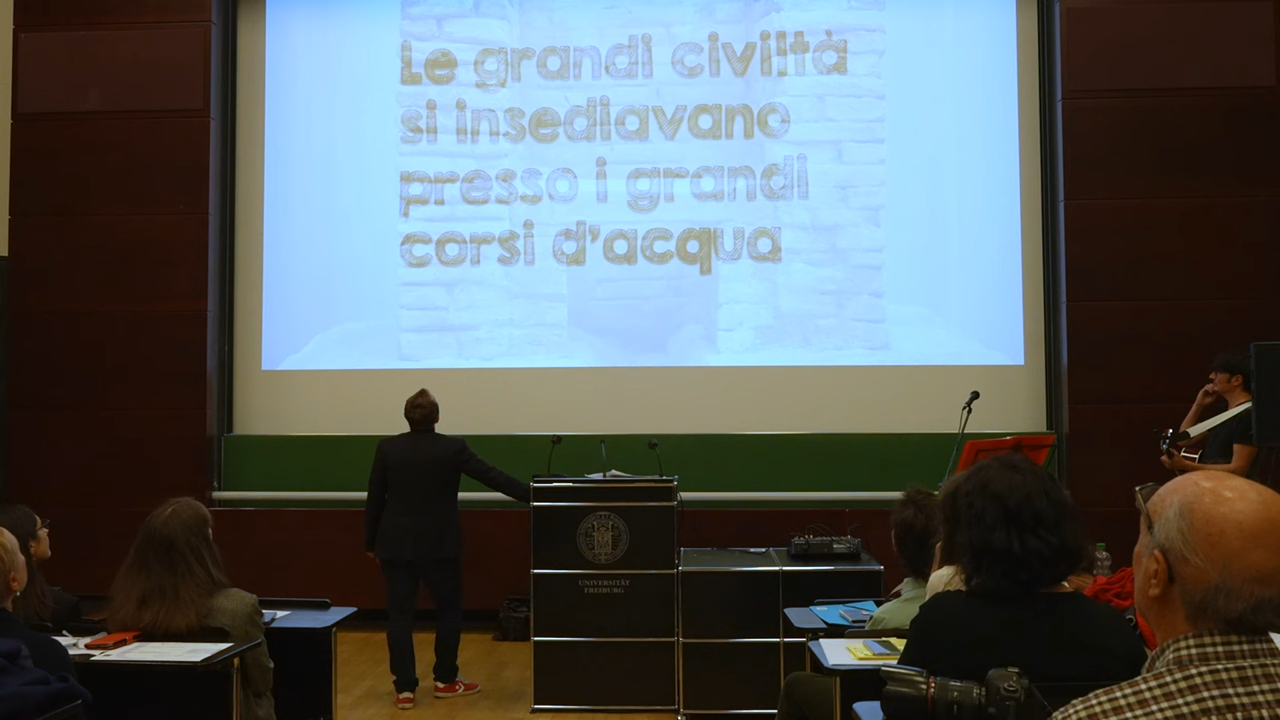 Le grandi civiltà
si insediavano
presso i grandi
corsi d'acqua
UNIVERSITÄT
FREIBURG